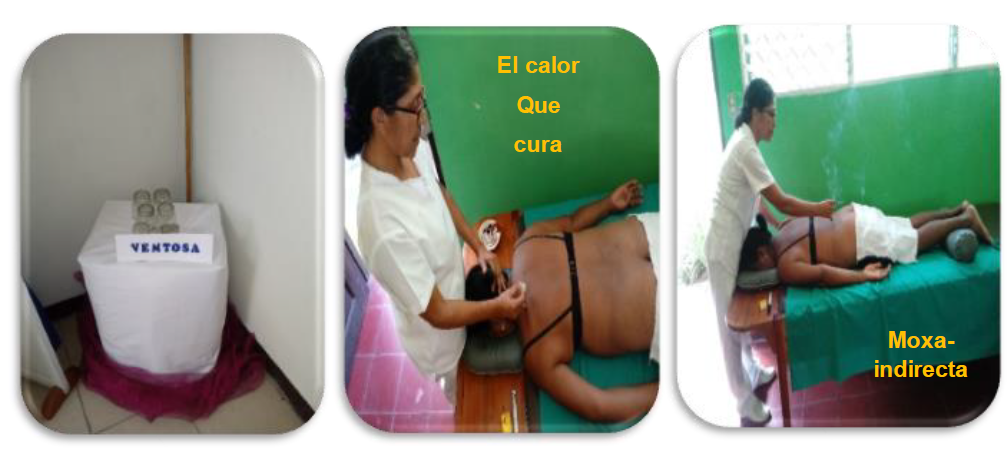 VENTOSA
El calor
Que
cura
Moxa-
indirecta